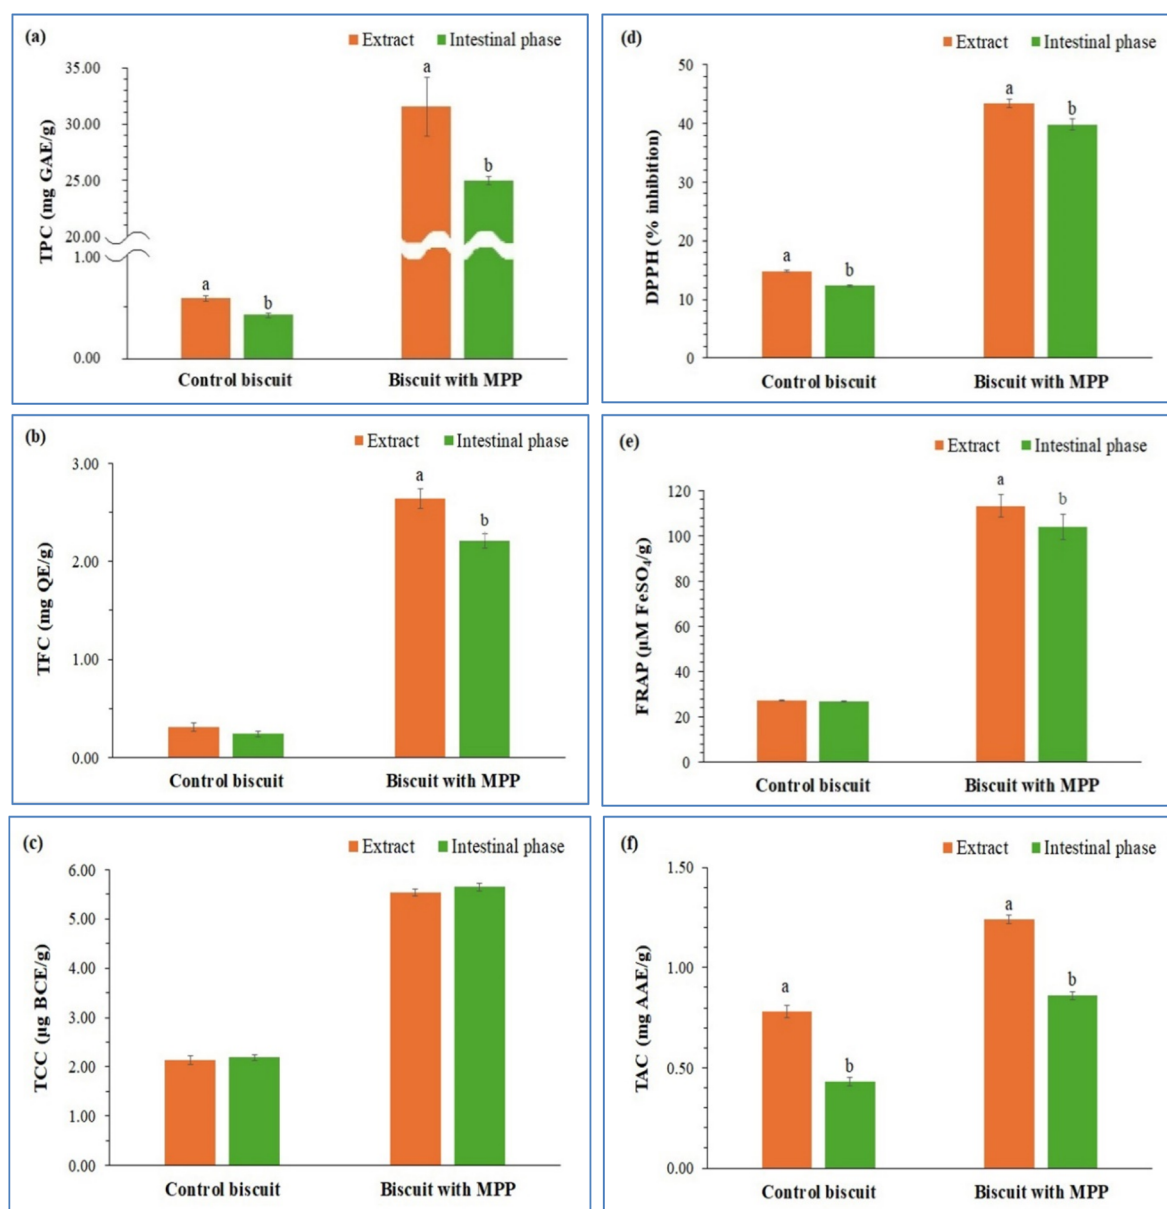 (a)
Extract Intestinal phase
a
35.00
30.00
b
25.00
20.00
1.00
a
b
0.00
TPC (mg GAE/g)
Control biscuit Biscuit with MPP
(d)
Extract Intestinal phase
50
a
b
40
30
20
a
b
10
0
DPPH (% inhibition)
Control biscuit Biscuit with MPP
(b)
Extract Intestinal phase
3.00
a
b
2.00
1.00
0.00
TFC (mg QE/g)
Control biscuit Biscuit with MPP
(e)
Extract Intestinal phase
a
b
120
100
80
60
40
20
0
FRAP (µM FeSO₄/g)
Control biscuit Biscuit with MPP
(c)
Extract Intestinal phase
6.00
5.00
4.00
3.00
2.00
1.00
0.00
TCC (µg BCE/g)
Control biscuit Biscuit with MPP
(f)
Extract Intestinal phase
1.50
a
1.00
a
b
0.50
b
0.00
TAC (mg AAE/g)
Control biscuit Biscuit with MPP